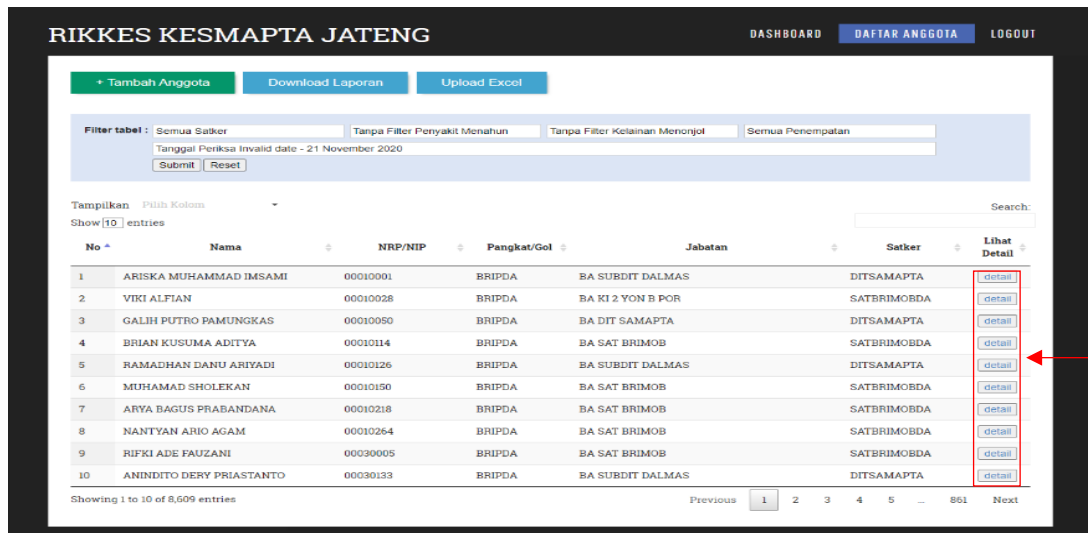 RIKKES KESMAPTA JATENG DASHBOARD DAFTAR ANGGOTA LOGOUT
+ Tambah Anggota Download Laporan Upload Excel
Filter tabel : Semua Satker Tanpa Filter Penyakit Menahun Tanpa Filter Kelainan Menonjol Semua Penempatan
Tanggal Periksa Invalid date - 21 November 2020
Submit Reset
Tampilkan Pilih Kolom Search:
Show 10 entries
No Nama NRP/NIP Pangkat/Gol Jabatan Satker Lihat Detail
1 ARISKA MUHAMMAD IMSAMI 00010001 BRIPDA BA SUBDIT DALMAS DITSAMAPTA detail
2 VIKI ALFIAN 00010028 BRIPDA BA KI 2 YON B POR SATBRIMOBDA detail
3 GALIH PUTRO PAMUNGKAS 00010050 BRIPDA BA DIT SAMAPTA DITSAMAPTA detail
4 BRIAN KUSUMA ADITYA 00010114 BRIPDA BA SAT BRIMOB SATBRIMOBDA detail
5 RAMADHAN DANU ARIYADI 00010126 BRIPDA BA SUBDIT DALMAS DITSAMAPTA detail
6 MUHAMAD SHOLEKAN 00010150 BRIPDA BA SAT BRIMOB SATBRIMOBDA detail
7 ARYA BAGUS PRABANDANA 00010218 BRIPDA BA SAT BRIMOB SATBRIMOBDA detail
8 NANTYAN ARIO AGAM 00010264 BRIPDA BA SAT BRIMOB SATBRIMOBDA detail
9 RIFKI ADE FAUZANI 00030005 BRIPDA BA SAT BRIMOB SATBRIMOBDA detail
10 ANINDITO DERY PRIASTANTO 00030133 BRIPDA BA SUBDIT DALMAS DITSAMAPTA detail
Showing 1 to 10 of 8,609 entries Previous 1 2 3 4 5 ... 861 Next